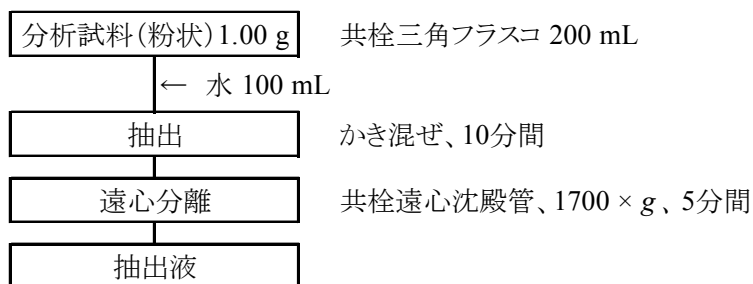 分析試料(粉状)1.00 g 共栓三角フラスコ 200 mL
← 水 100 mL
抽出 かき混ぜ、10分間
遠心分離 共栓遠心沈殿管、1700 × g 、5分間
抽出液